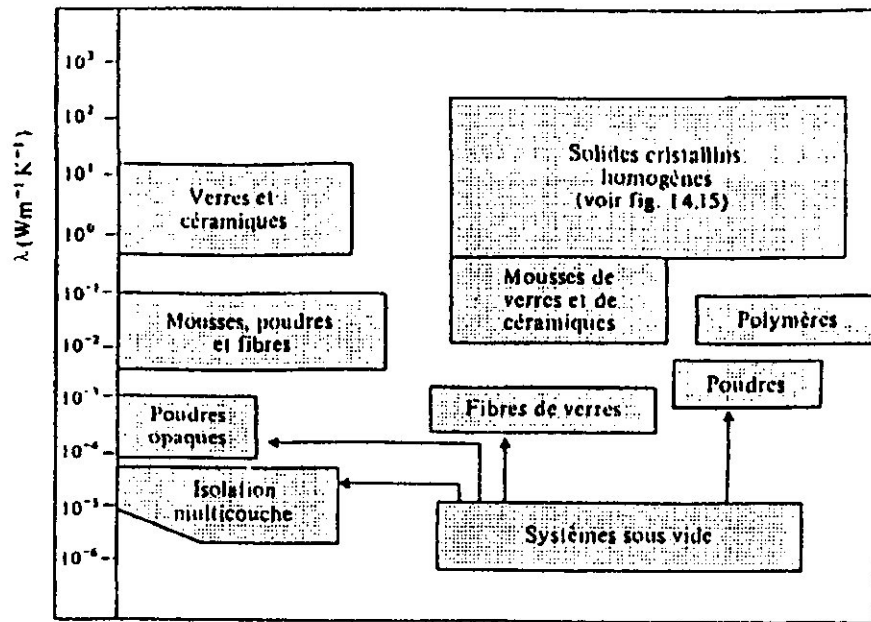 λ (Wm⁻¹ K⁻¹)
10³
10²
10¹
10⁰
10⁻¹
10⁻²
10⁻³
10⁻⁴
10⁻⁵
10⁻⁶
Verres et
céramiques
Solides cristallins
homogènes
(voir fig. 14.15)
Mousses, poudres
et fibres
Mousses de
verres et de
céramiques
Polymères
Poudres
opaques
Fibres de verres
Poudres
Isolation
multicouche
Systèmes sous vide